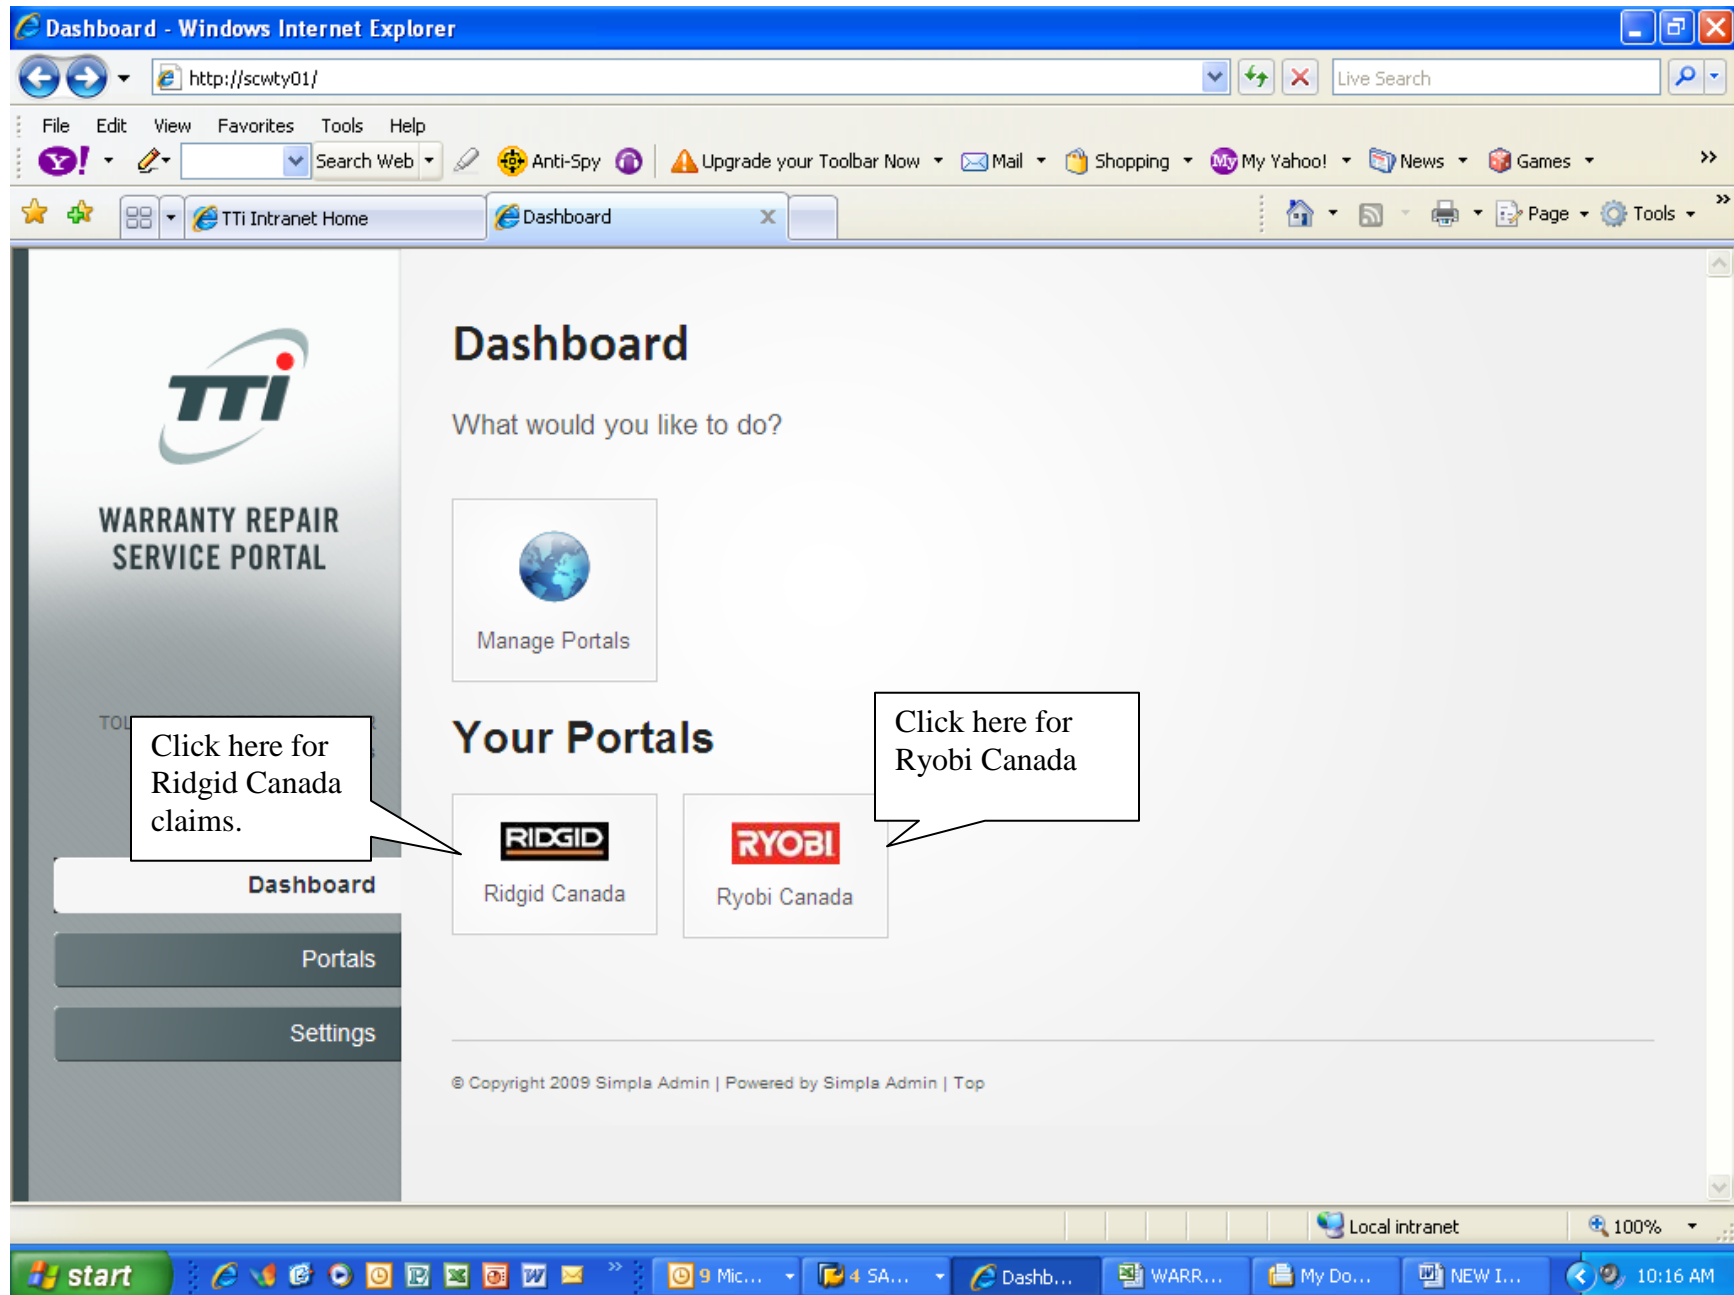 Dashboard - Windows Internet Explorer
http://scwty01/
Live Search
File Edit View Favorites Tools Help
Y! Search Web Anti-Spy Upgrade your Toolbar Now Mail Shopping My My Yahoo! News Games »
TTi Intranet Home Dashboard x Page Tools »
TTI
WARRANTY REPAIR
SERVICE PORTAL
Dashboard
What would you like to do?
Manage Portals
Your Portals
Click here for
Ridgid Canada
claims.
Click here for
Ryobi Canada
RIDGID
Ridgid Canada
RYOBI
Ryobi Canada
Dashboard
Portals
Settings
© Copyright 2009 Simpla Admin | Powered by Simpla Admin | Top
Local intranet 100%
start » 9 Mic... 4 SA... Dashb... WARR... My Do... NEW I... 10:16 AM